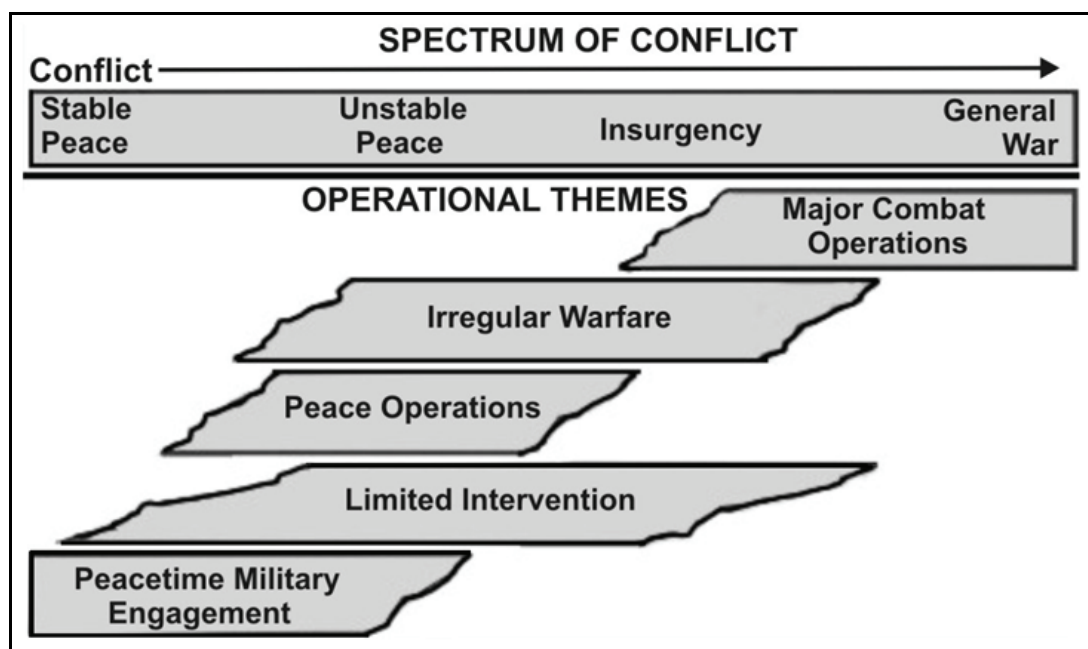 SPECTRUM OF CONFLICT
Conflict
Stable
Peace
Unstable
Peace
Insurgency
General
War
OPERATIONAL THEMES
Major Combat
Operations
Irregular Warfare
Peace Operations
Limited Intervention
Peacetime Military
Engagement